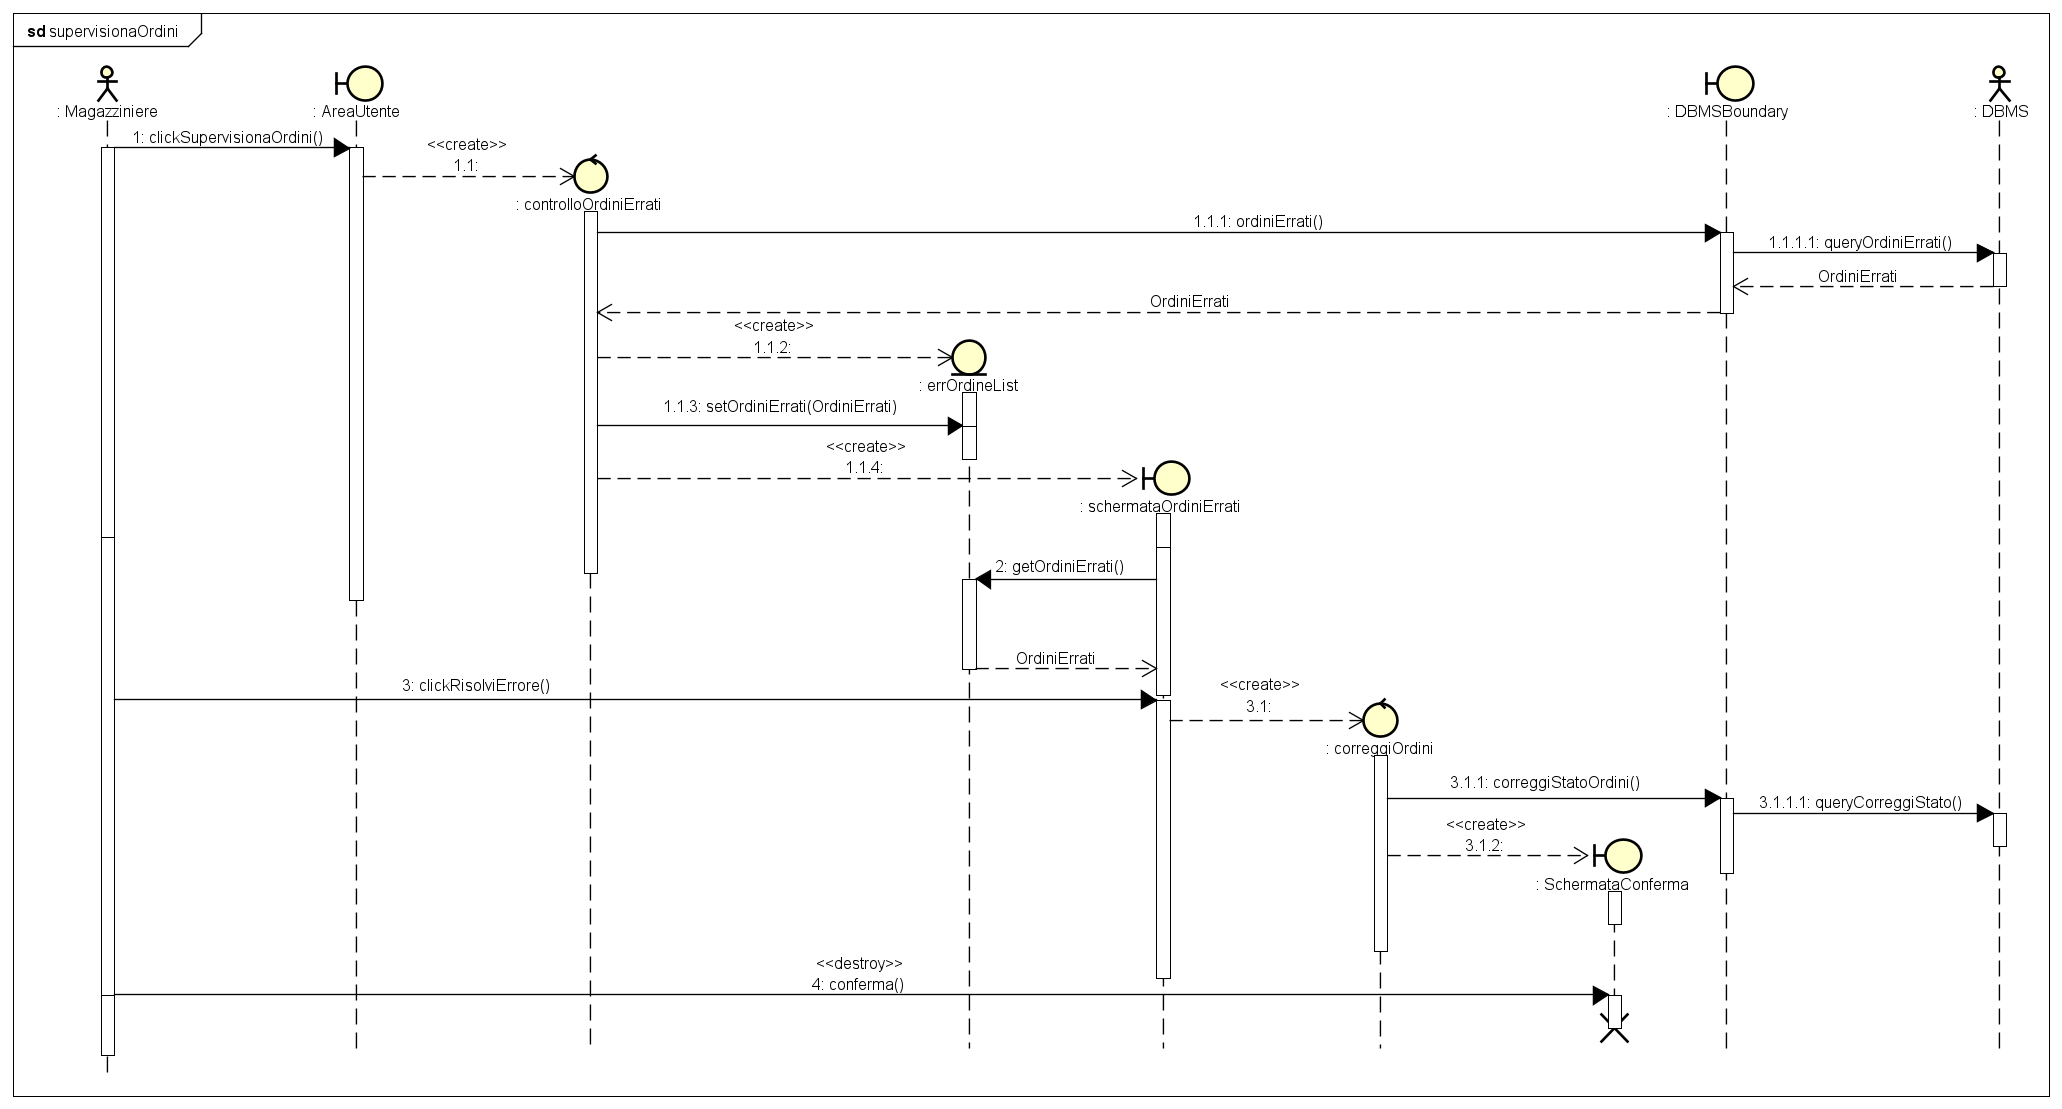 sd supervisionaOrdini
: Magazziniere
: AreaUtente
: DBMSBoundary
: DBMS
1: clickSupervisionaOrdini()
<<create>>
1.1:
: controlloOrdiniErrati
1.1.1: ordiniErrati()
1.1.1.1: queryOrdiniErrati()
OrdiniErrati
OrdiniErrati
<<create>>
1.1.2:
: errOrdineList
1.1.3: setOrdiniErrati(OrdiniErrati)
<<create>>
1.1.4:
: schermataOrdiniErrati
2: getOrdiniErrati()
OrdiniErrati
3: clickRisolviErrore()
<<create>>
3.1:
: correggiOrdini
3.1.1: correggiStatoOrdini()
3.1.1.1: queryCorreggiStato()
<<create>>
3.1.2:
: SchermataConferma
<<destroy>>
4: conferma()